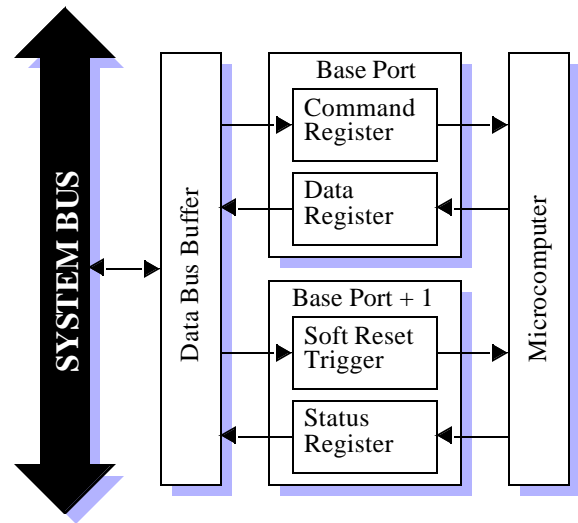 SYSTEM BUS
Data Bus Buffer
Base Port
Command
Register
Data
Register
Base Port + 1
Soft Reset
Trigger
Status
Register
Microcomputer